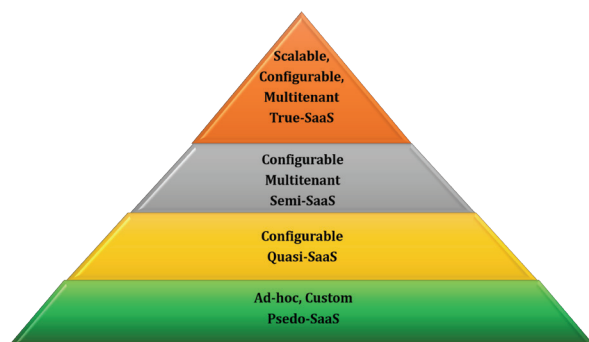 Scalable,
Configurable,
Multitenant
True-SaaS
Configurable
Multitenant
Semi-SaaS
Configurable
Quasi-SaaS
Ad-hoc, Custom
Psedo-SaaS